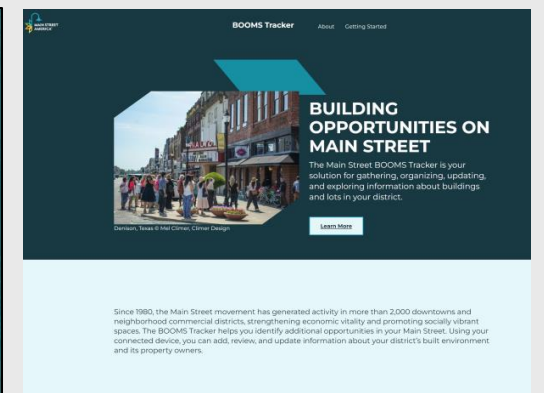 MAIN STREET
AMERICA
BOOMS Tracker
About
Getting Started
BUILDING
OPPORTUNITIES ON
MAIN STREET
The Main Street BOOMS Tracker is your
solution for gathering, organizing, updating,
and exploring information about buildings
and lots in your district.
Learn More
Denison, Texas © Mel Climer, Climer Design
Since 1980, the Main Street movement has generated activity in more than 2,000 downtowns and
neighborhood commercial districts, strengthening economic vitality and promoting socially vibrant
spaces. The BOOMS Tracker helps you identify additional opportunities in your Main Street. Using your
connected device, you can add, review, and update information about your district's built environment
and its property owners.